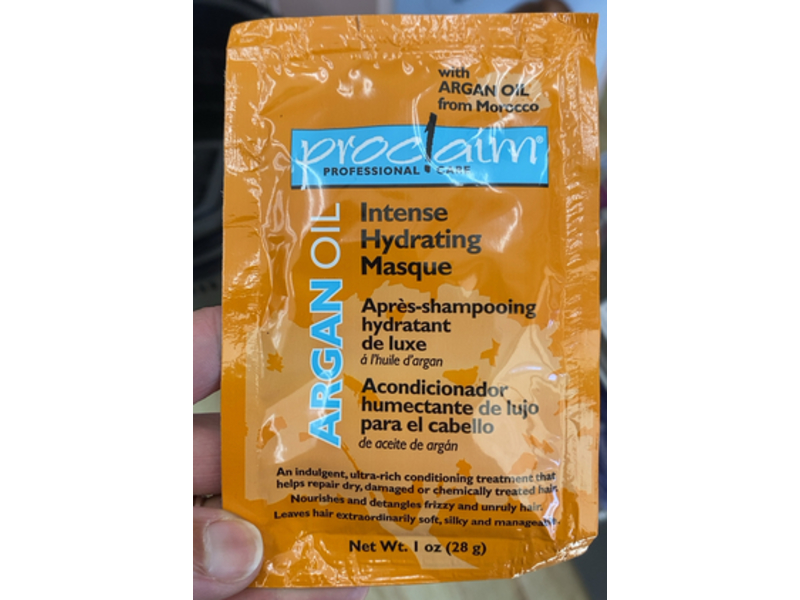 with
ARGAN OIL
from Morocco
proclaim®
PROFESSIONAL CARE
ARGAN OIL
Intense
Hydrating
Masque
Après-shampooing
hydratant
de luxe
á l'huile d'argan
Acondicionador
humectante de lujo
para el cabello
de aceite de argán
An indulgent, ultra-rich conditioning treatment that
helps repair dry, damaged or chemically treated hair.
Nourishes and detangles frizzy and unruly hair.
Leaves hair extraordinarily soft, silky and manageable.
Net Wt. 1 oz (28 g)